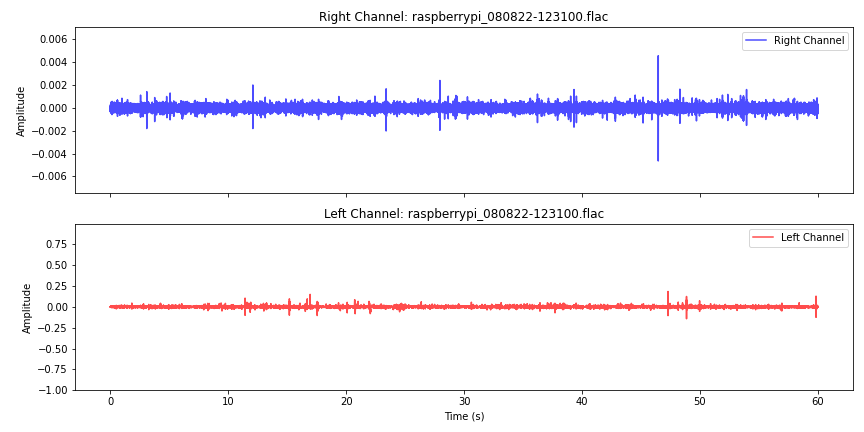 Right Channel: raspberrypi_080822-123100.flac
Right Channel
Amplitude
0.006
0.004
0.002
0.000
−0.002
−0.004
−0.006
Left Channel: raspberrypi_080822-123100.flac
Left Channel
Amplitude
0.75
0.50
0.25
0.00
−0.25
−0.50
−0.75
−1.00
0 10 20 30 40 50 60
Time (s)